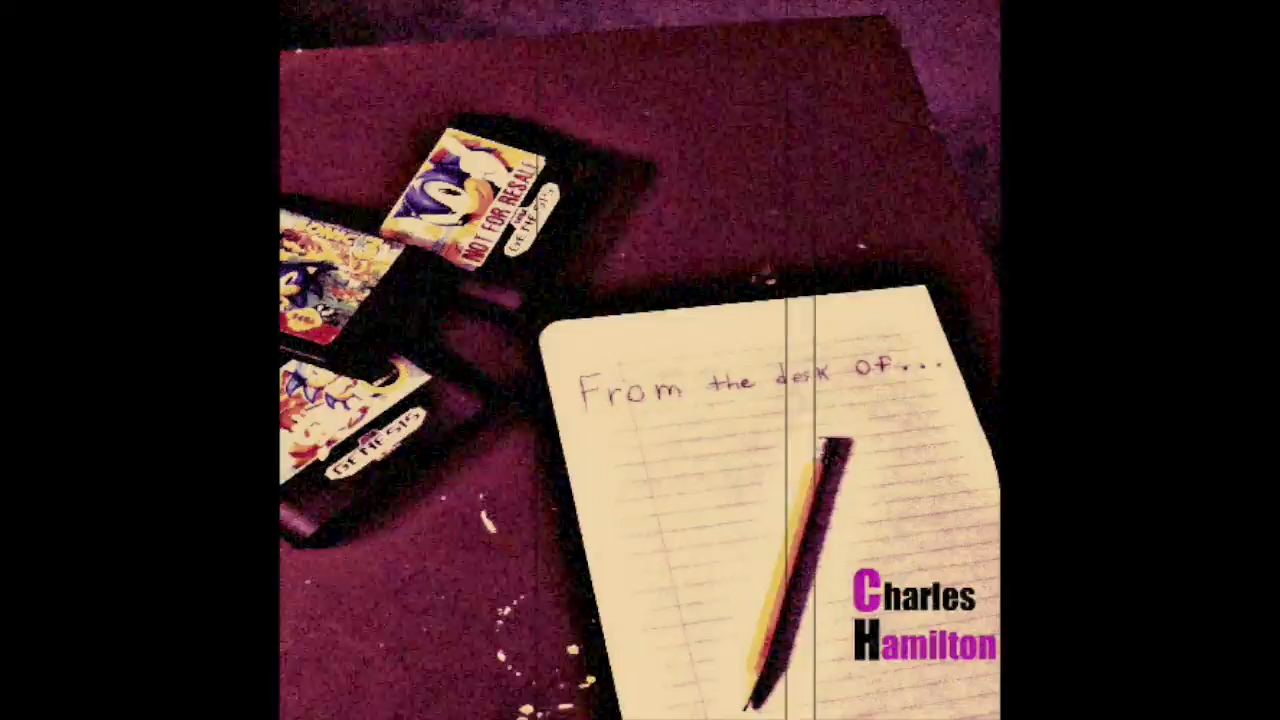 NOT FOR RESALE
GENESIS
GENESIS
From the desk of...
Charles
Hamilton